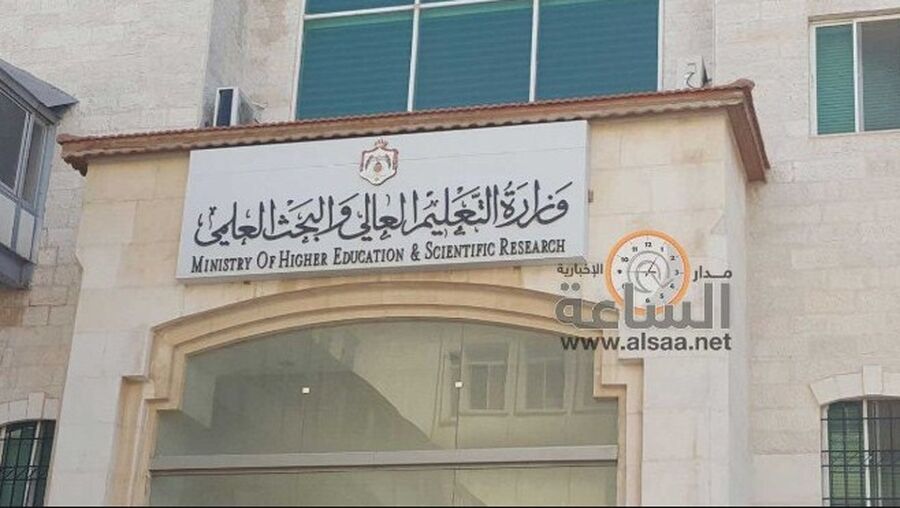 وزارة التعليم العالي والبحث العلمي
MINISTRY OF HIGHER EDUCATION & SCIENTIFIC RESEARCH
مدار
الإخبارية
الساعة
www.alsaa.net